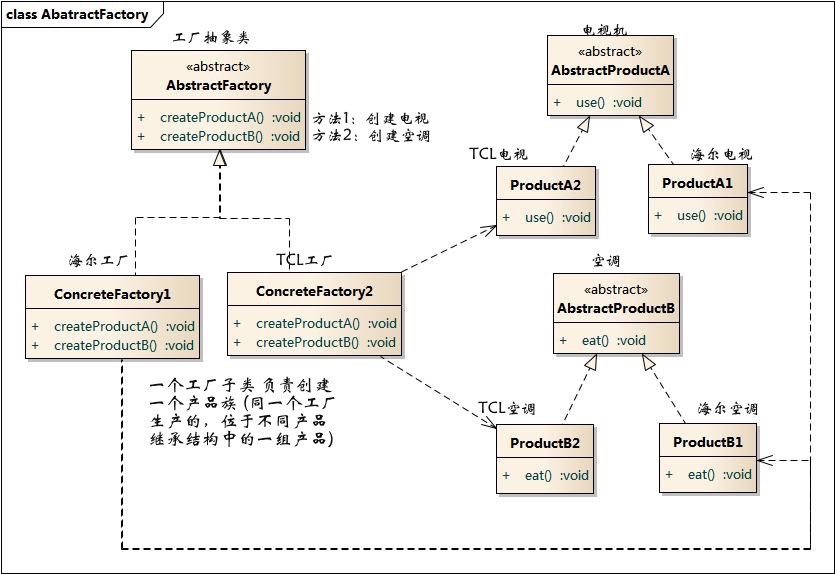 class AbatractFactory
工厂抽象类
«abstract»
AbstractFactory
+ createProductA() :void
+ createProductB() :void
方法1：创建电视
方法2：创建空调
电视机
«abstract»
AbstractProductA
+ use() :void
TCL电视
ProductA2
+ use() :void
海尔电视
ProductA1
+ use() :void
海尔工厂
ConcreteFactory1
+ createProductA() :void
+ createProductB() :void
TCL工厂
ConcreteFactory2
+ createProductA() :void
+ createProductB() :void
空调
«abstract»
AbstractProductB
+ eat() :void
一个工厂子类 负责创建
一个产品族 (同一个工厂
生产的，位于不同产品
继承结构中的一组产品)
TCL空调
ProductB2
+ eat() :void
海尔空调
ProductB1
+ eat() :void